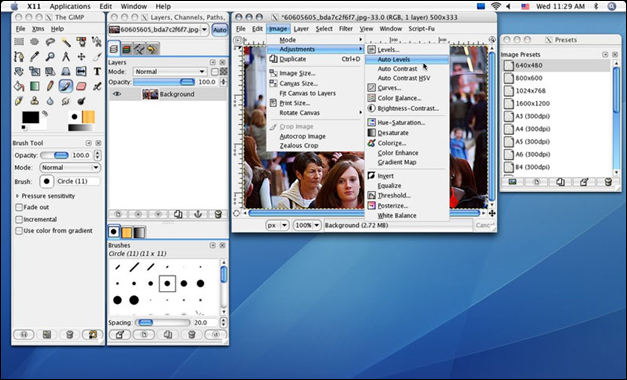 X11 Applications Edit Window Wed 11:29 AM
The GIMP
File Xtns Help
Brush Tool
Opacity: 100.0
Mode: Normal
Brush: Circle (11)
Pressure sensitivity
Fade out
Incremental
Use color from gradient
Layers, Channels, Paths,
60605605_bda7c2f6f7.jpg- Auto
Layers
Mode: Normal
Opacity: 100.0
Background
Brushes
Circle (11) (11 x 11)
Spacing: 20.0
*60605605_bda7c2f6f7.jpg-33.0 (RGB, 1 layer) 500x333
File Edit Image Layer Select Filter View Window Script-Fu
Mode
Adjustments
Duplicate Ctrl+D
Image Size...
Canvas Size...
Fit Canvas to Layers
Print Size...
Rotate Canvas
Crop Image
Autocrop Image
Zealous Crop
Levels...
Auto Levels
Auto Contrast
Auto Contrast HSV
Curves...
Color Balance...
Brightness-Contrast...
Hue-Saturation...
Desaturate
Colorize...
Color Enhance
Gradient Map
Invert
Equalize
Threshold...
Posterize...
White Balance
px 100% Background (2.72 MB) Cancel
Presets
Image Presets
640x480
800x600
1024x768
1600x1200
A3 (300dpi)
A4 (300dpi)
A5 (300dpi)
A6 (300dpi)
B4 (300dpi)